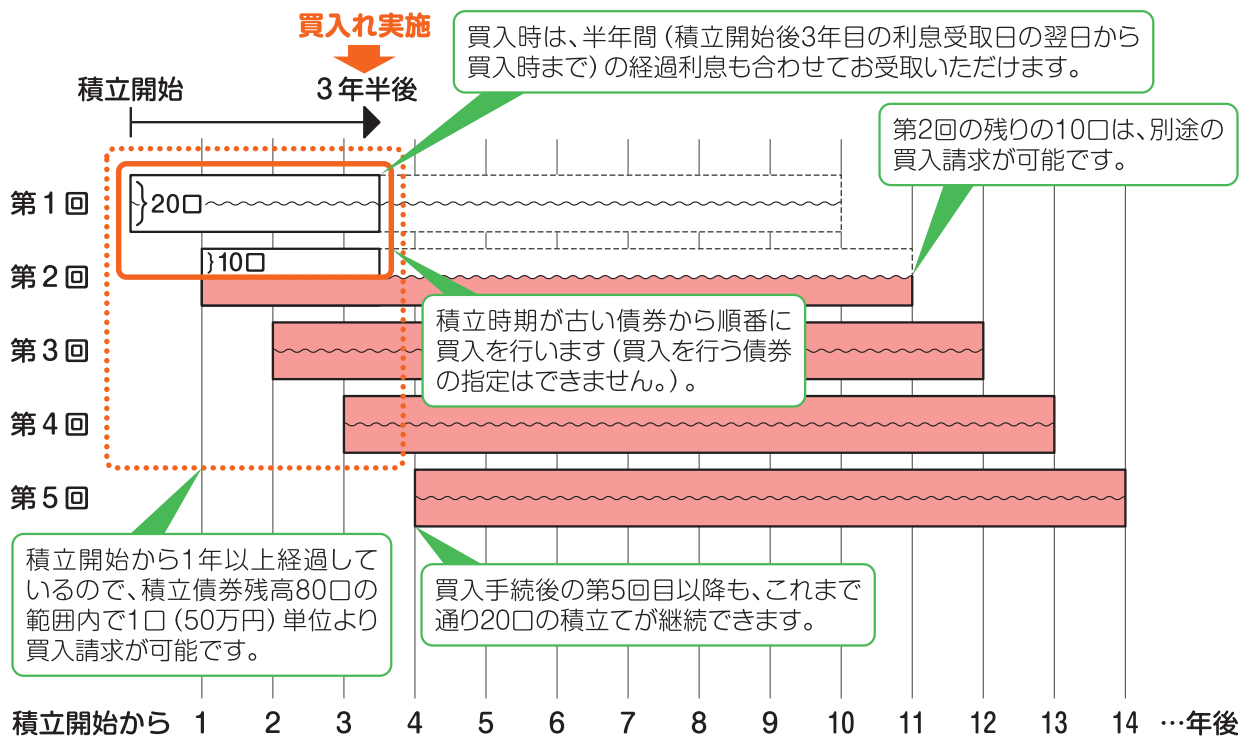 買入れ実施
買入時は、半年間（積立開始後3年目の利息受取日の翌日から
買入時まで）の経過利息も合わせてお受取いただけます。
積立開始
3年半後
第2回の残りの10口は、別途の
買入請求が可能です。
第1回
20口
第2回
10口
積立時期が古い債券から順番に
買入を行います（買入を行う債券
の指定はできません。）。
第3回
第4回
第5回
積立開始から1年以上経過して
いるので、積立債券残高80口の
範囲内で1口（50万円）単位より
買入請求が可能です。
買入手続後の第5回目以降も、これまで
通り20口の積立てが継続できます。
積立開始から 1 2 3 4 5 6 7 8 9 10 11 12 13 14 …年後